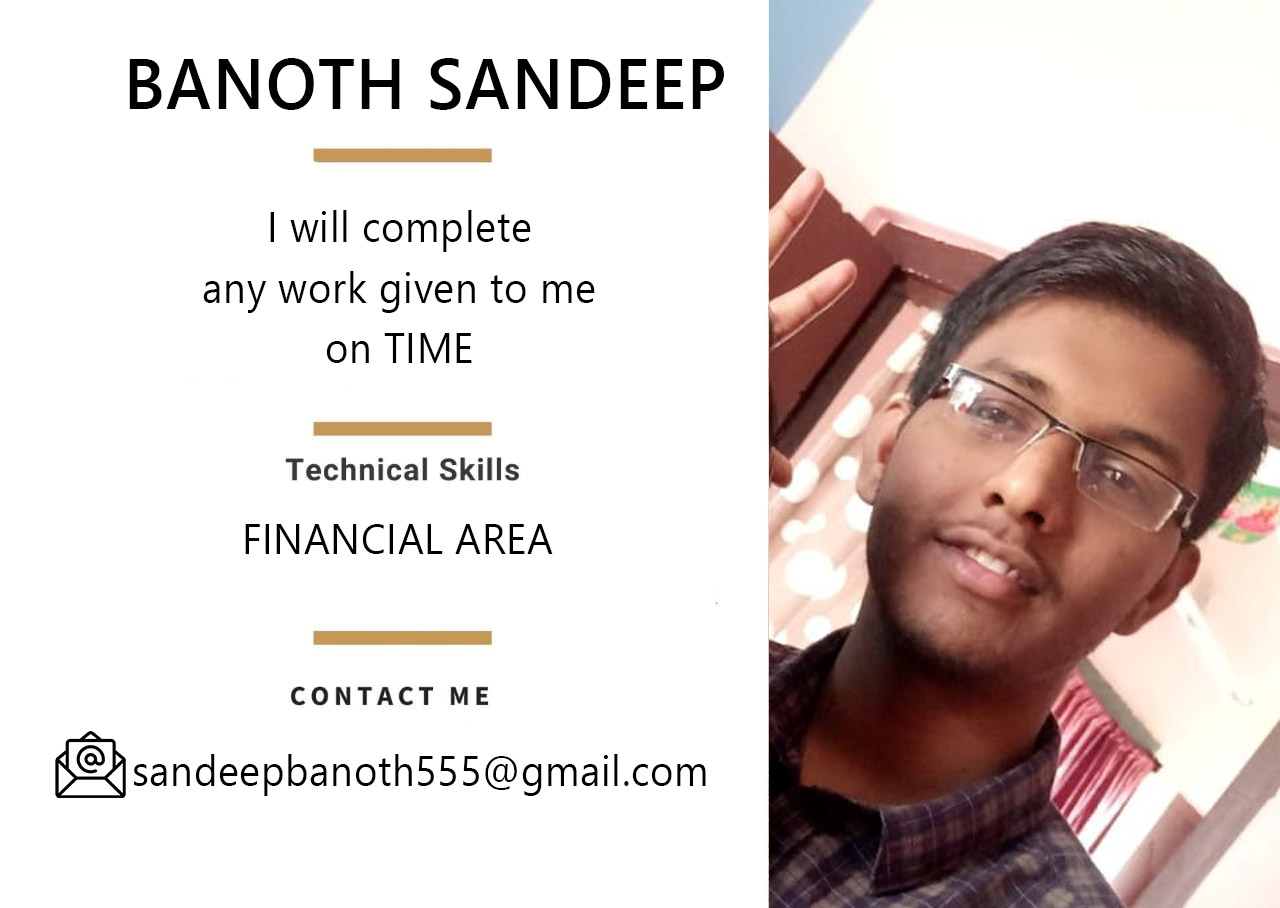 BANOTH SANDEEP
I will complete
any work given to me
on TIME
Technical Skills
FINANCIAL AREA
CONTACT ME
@ sandeepbanoth555@gmail.com